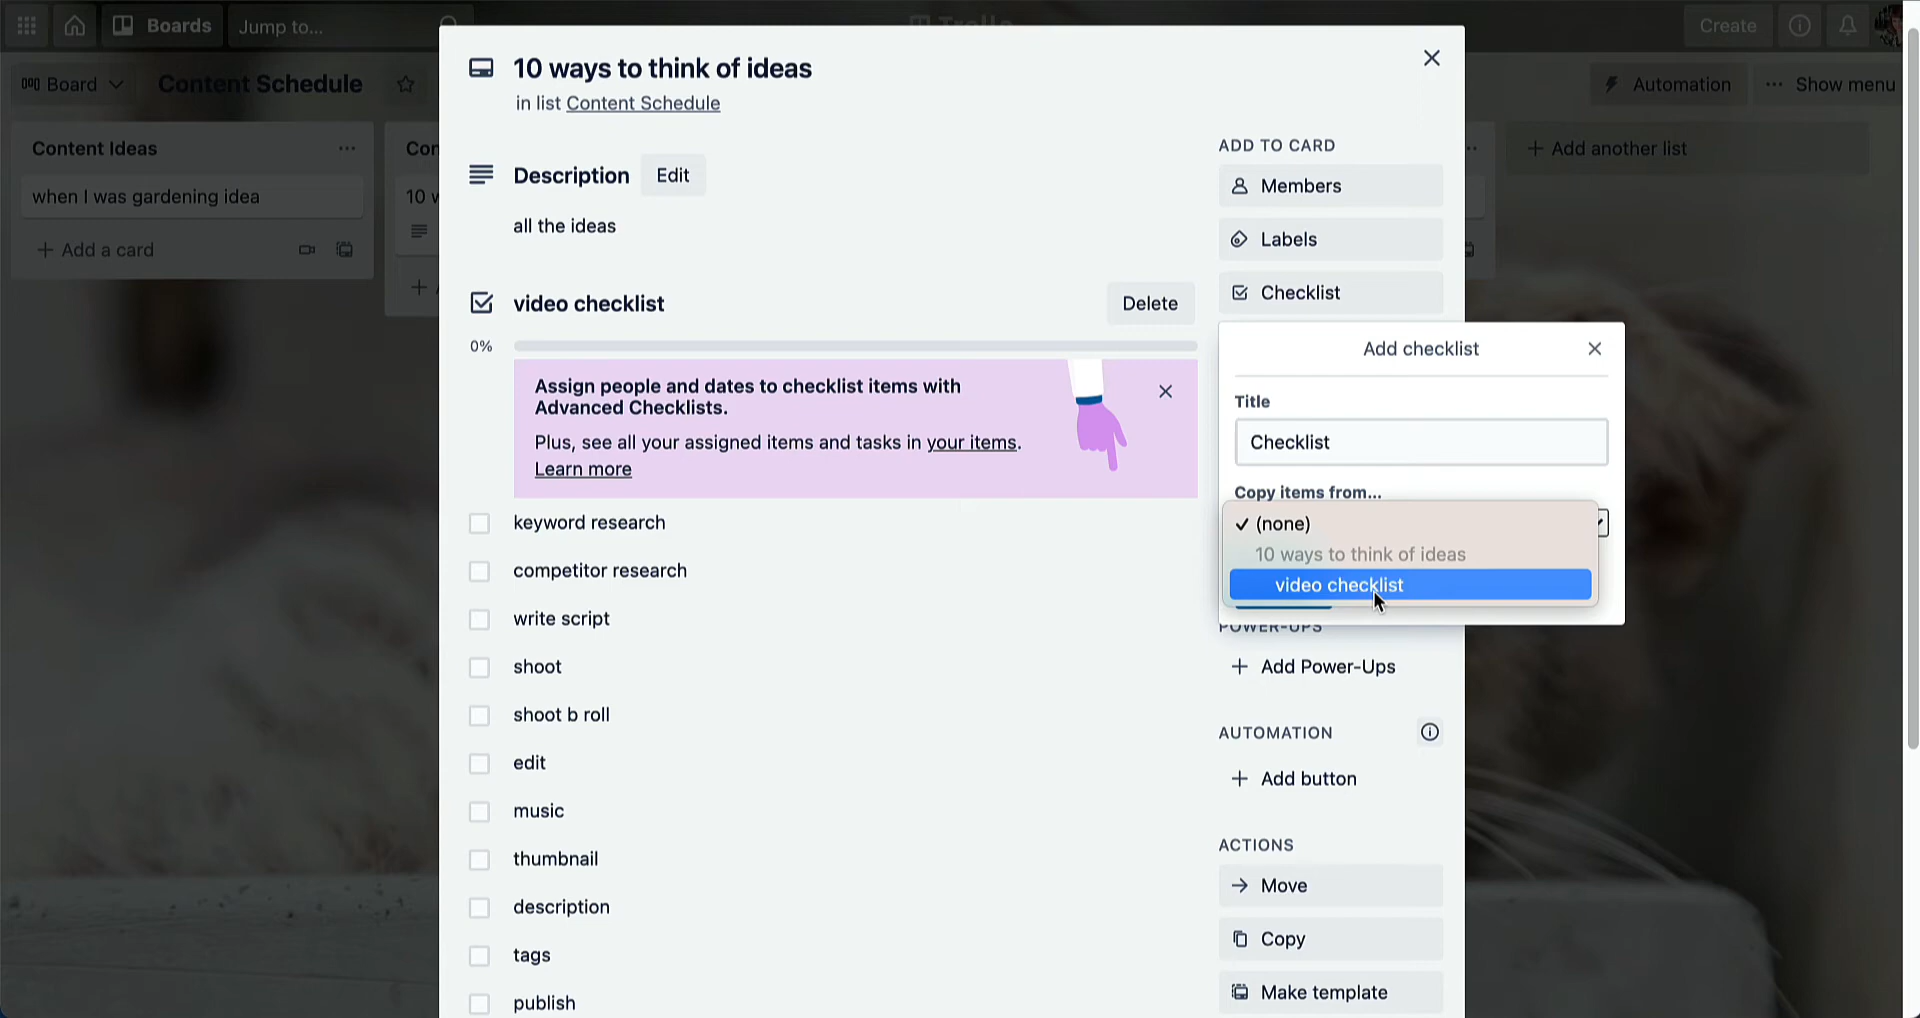 Boards
Jump to...
Trello
Create
Board
Content Schedule
Automation
... Show menu
Content Ideas
...
when I was gardening idea
+ Add a card
Con
10 w
+ Add another list
10 ways to think of ideas
in list Content Schedule
Description
Edit
all the ideas
video checklist
Delete
0%
Assign people and dates to checklist items with
Advanced Checklists.
Plus, see all your assigned items and tasks in your items.
Learn more
keyword research
competitor research
write script
shoot
shoot b roll
edit
music
thumbnail
description
tags
publish
ADD TO CARD
Members
Labels
Checklist
Add checklist
Title
Checklist
Copy items from...
✓ (none)
10 ways to think of ideas
video checklist
POWER-UPS
+ Add Power-Ups
AUTOMATION
+ Add button
ACTIONS
Move
Copy
Make template